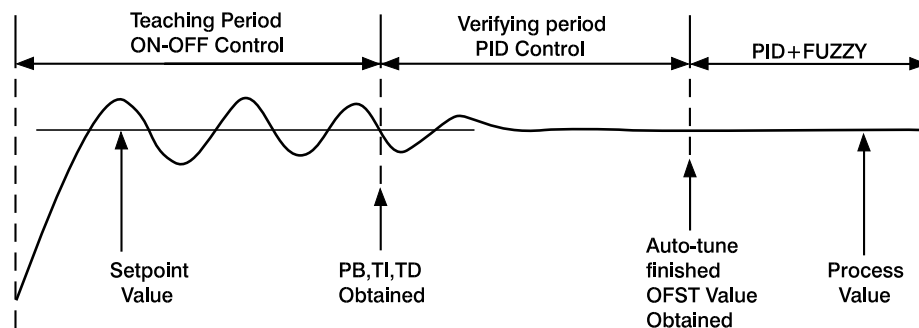 Teaching Period
ON-OFF Control
Verifying period
PID Control
PID+FUZZY
Setpoint
Value
PB,TI,TD
Obtained
Auto-tune
finished
OFST Value
Obtained
Process
Value